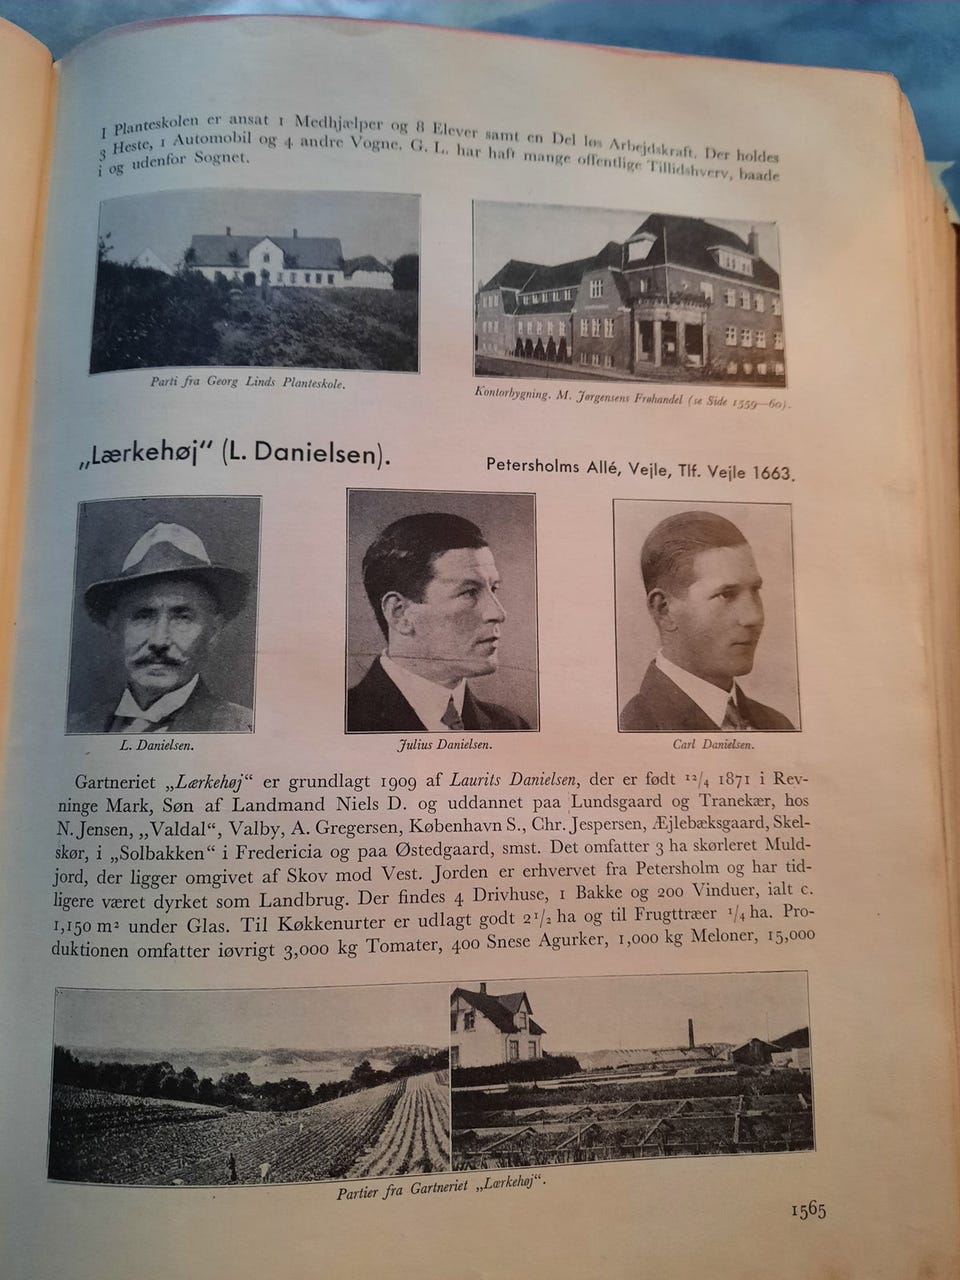 I Planteskolen er ansat 1 Medhjælper og 8 Elever samt en Del løs Arbejdskraft. Der holdes
3 Heste, 1 Automobil og 4 andre Vogne. G. L. har haft mange offentlige Tillidshverv, baade
i og udenfor Sognet.
Parti fra Georg Linds Planteskole.
Kontorbygning. M. Jørgensens Frøhandel (se Side 1559—60).
„Lærkehøj“ (L. Danielsen).
Petersholms Allé, Vejle, Tlf. Vejle 1663.
L. Danielsen.
Julius Danielsen.
Carl Danielsen.
Gartneriet „Lærkehøj“ er grundlagt 1909 af Laurits Danielsen, der er født 12/4 1871 i Rev-
ninge Mark, Søn af Landmand Niels D. og uddannet paa Lundsgaard og Tranekær, hos
N. Jensen, „Valdal“, Valby, A. Gregersen, København S., Chr. Jespersen, Æjlebæksgaard, Skel-
skør, i „Solbakken“ i Fredericia og paa Østedgaard, smst. Det omfatter 3 ha skørleret Muld-
jord, der ligger omgivet af Skov mod Vest. Jorden er erhvervet fra Petersholm og har tid-
ligere været dyrket som Landbrug. Der findes 4 Drivhuse, 1 Bakke og 200 Vinduer, ialt c.
1,150 m² under Glas. Til Køkkenurter er udlagt godt 2 1/2 ha og til Frugttræer 1/4 ha. Pro-
duktionen omfatter iøvrigt 3,000 kg Tomater, 400 Snese Agurker, 1,000 kg Meloner, 15,000
Partier fra Gartneriet „Lærkehøj“.
1565